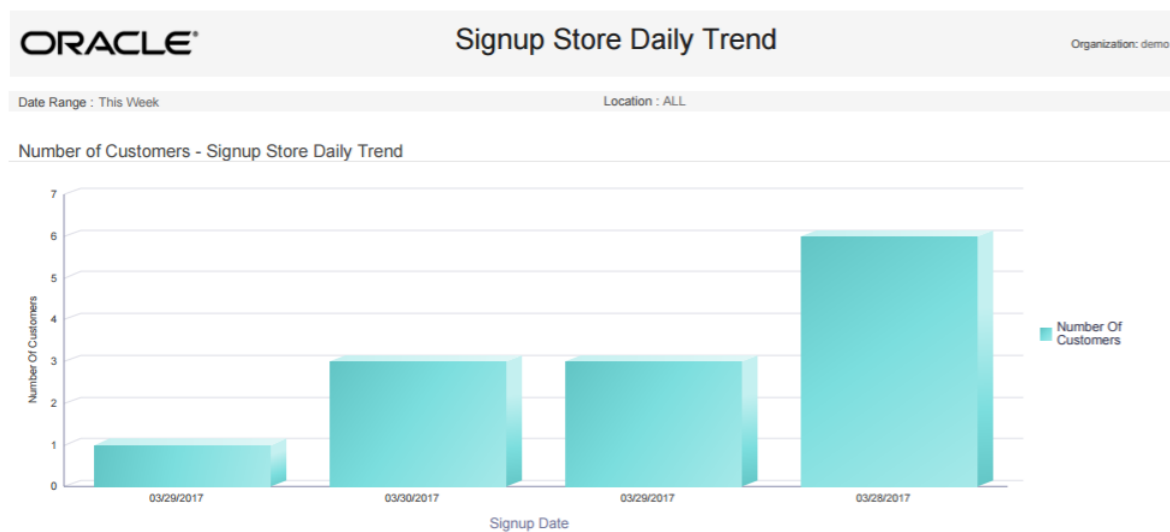 ORACLE®
Signup Store Daily Trend
Organization: demo
Date Range : This Week
Location : ALL
Number of Customers - Signup Store Daily Trend
7
6
5
4
3
2
1
0
Number Of Customers
03/29/2017
03/30/2017
03/29/2017
03/28/2017
Signup Date
Number Of
Customers